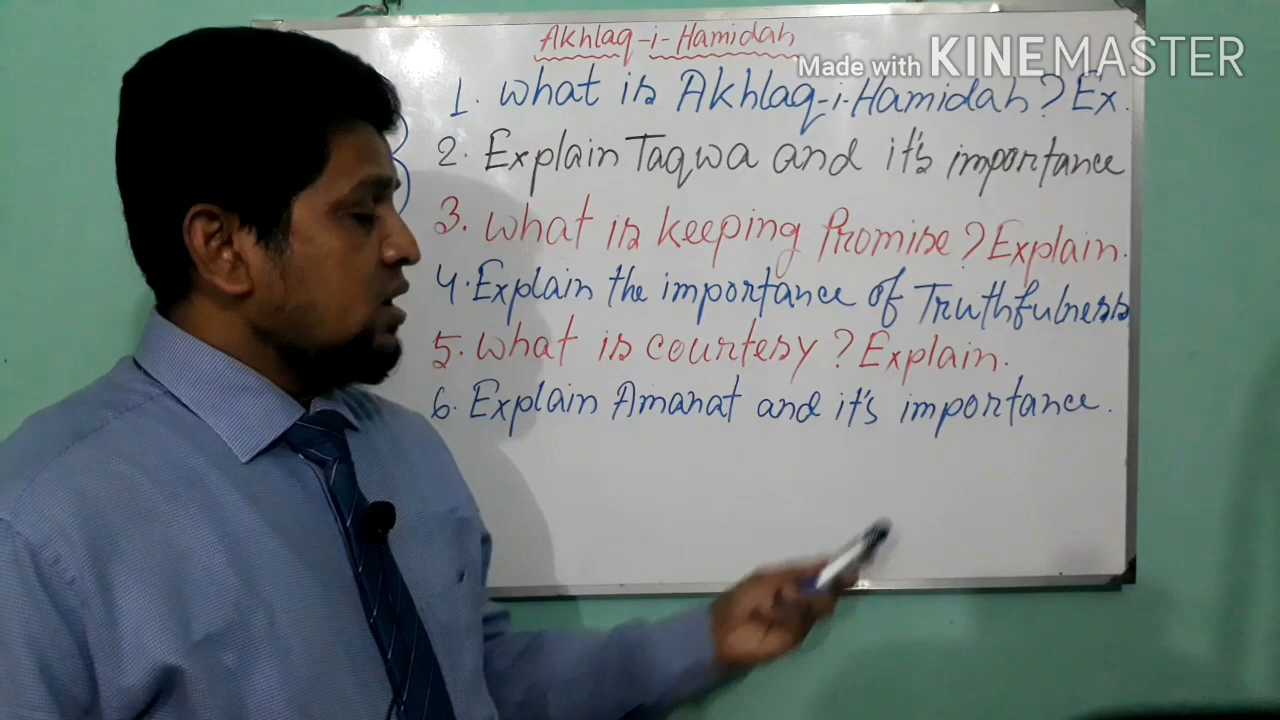 Akhlaq-i-Hamidah
Made with KINEMASTER
1. What is Akhlaq-i-Hamidah? Ex.
2. Explain Taqwa and it's importance
3. What is keeping Promise? Explain.
4. Explain the importance of Truthfulness
5. What is courtesy? Explain.
6. Explain Amanat and it's importance.